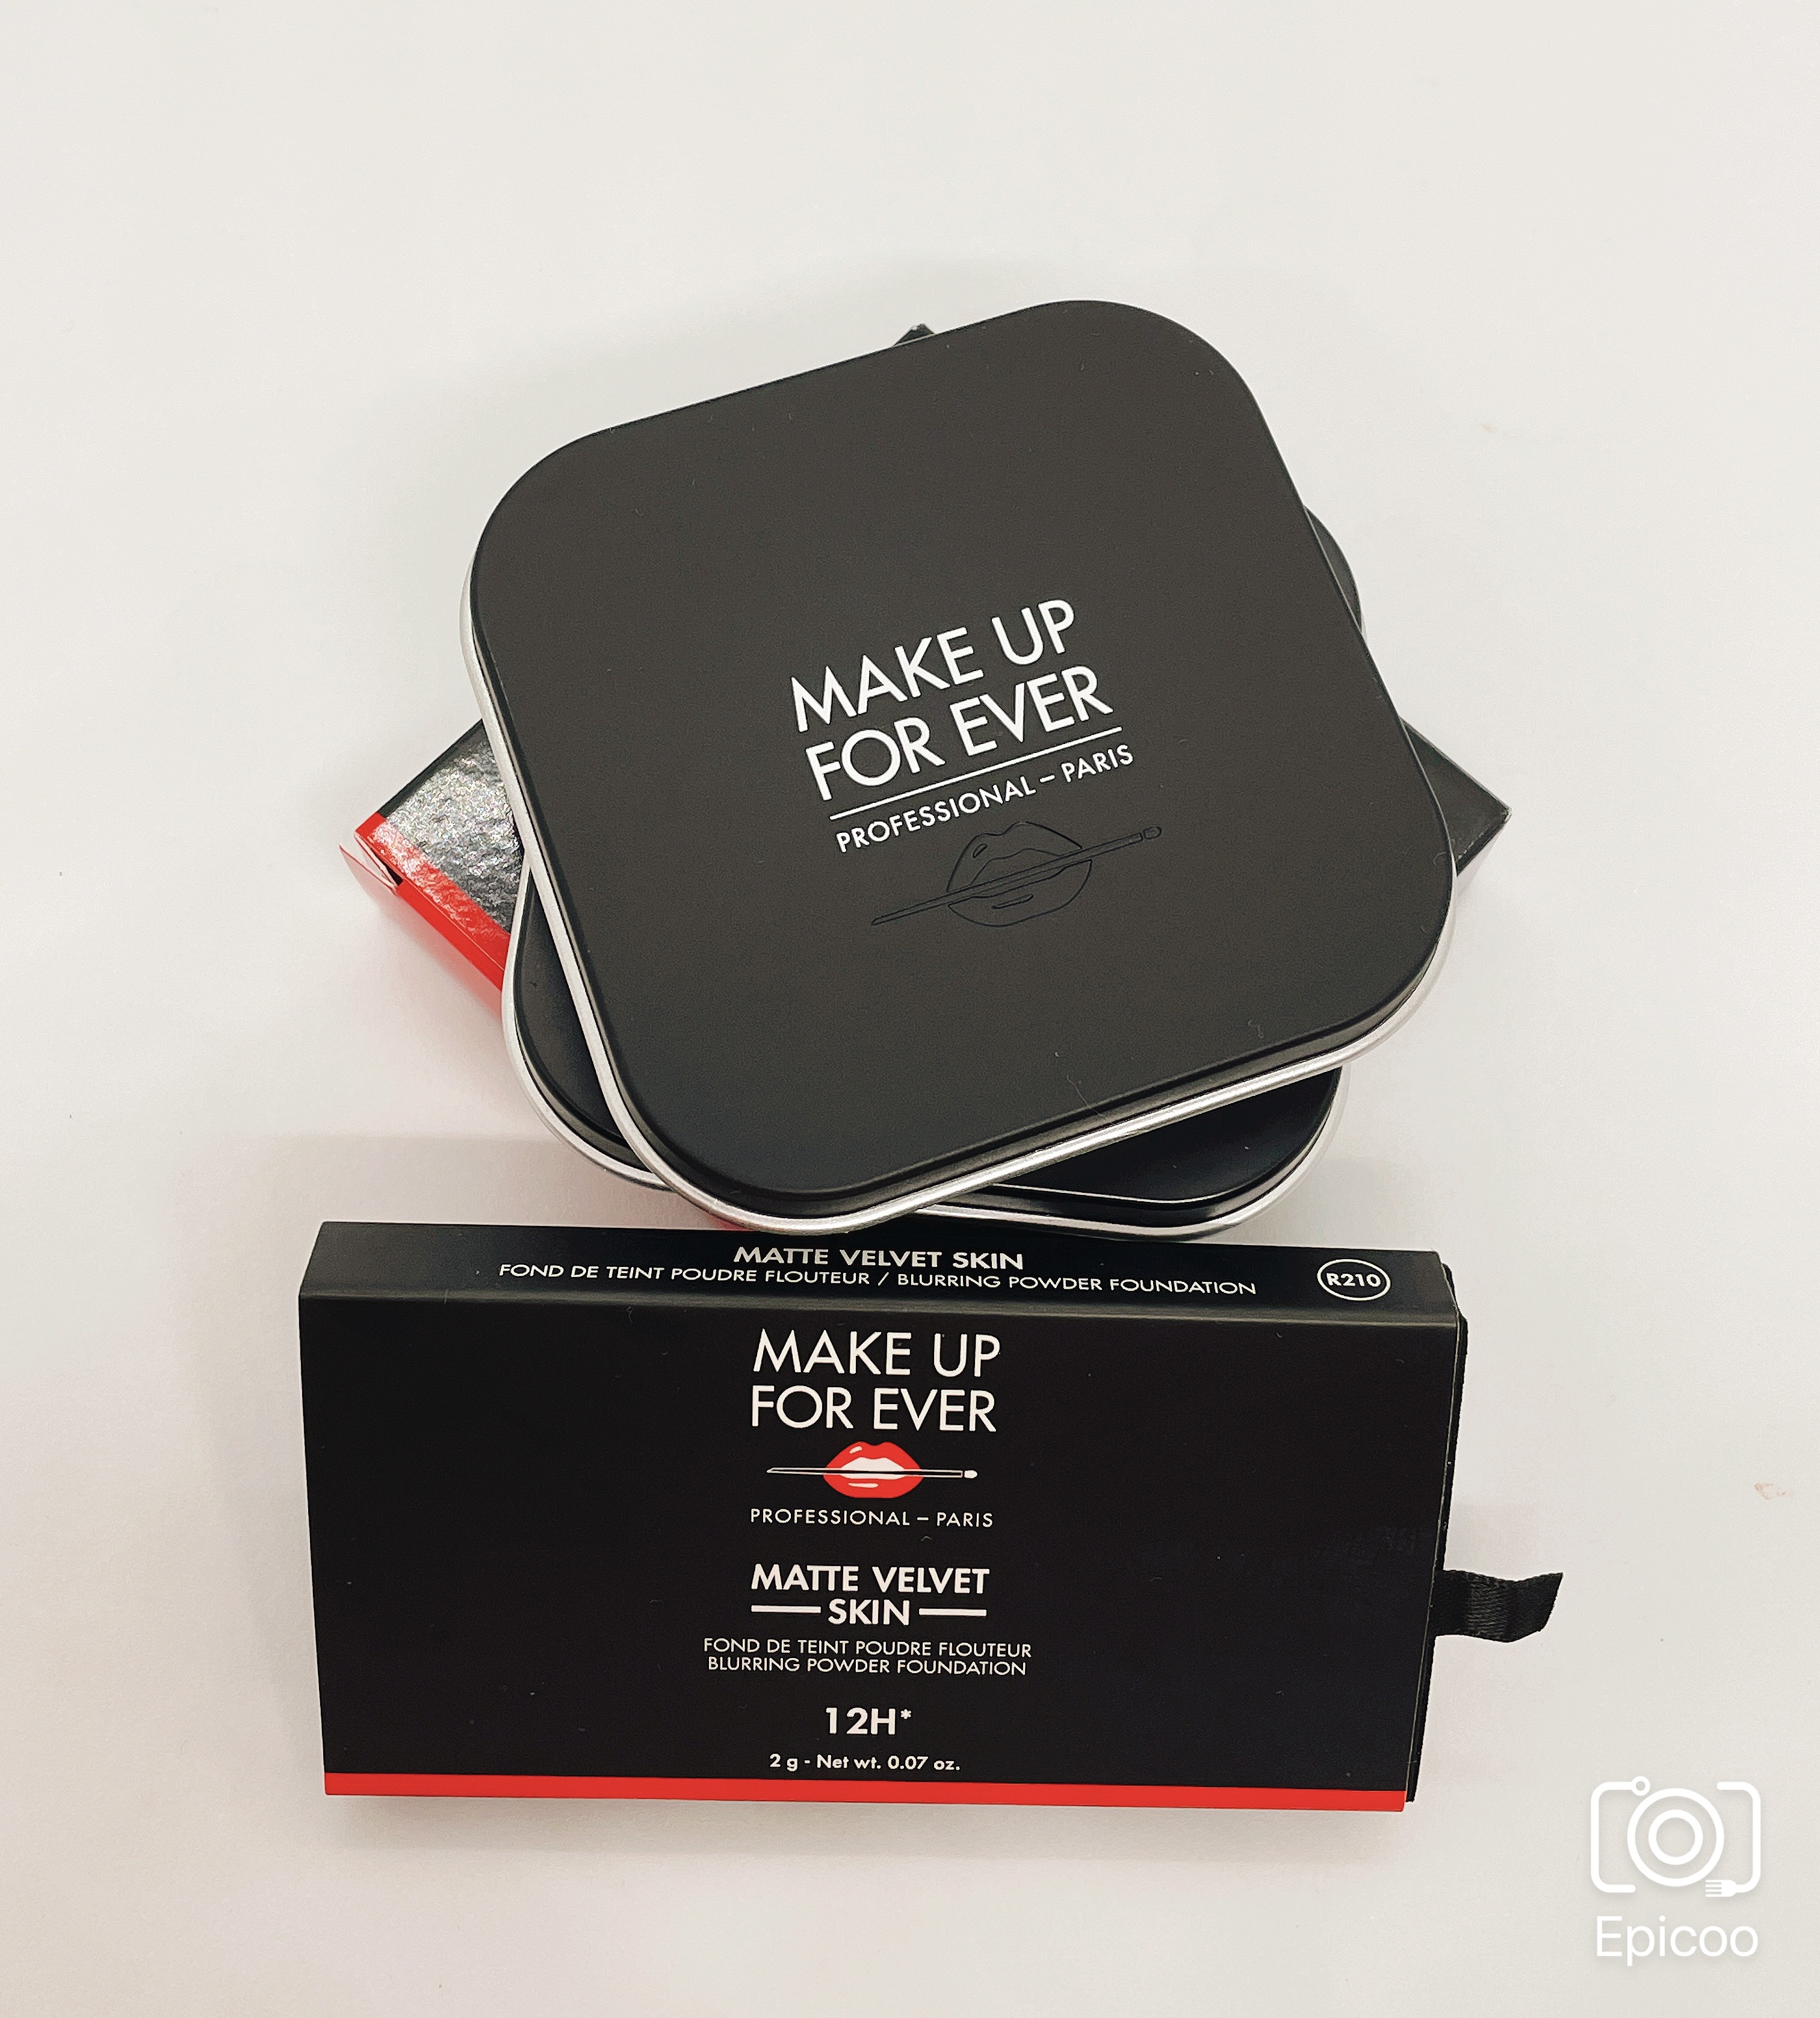 MAKE UP
FOR EVER
PROFESSIONAL – PARIS
MATTE VELVET SKIN
FOND DE TEINT POUDRE FLOUTEUR / BLURRING POWDER FOUNDATION
R210
MAKE UP
FOR EVER
PROFESSIONAL – PARIS
MATTE VELVET
SKIN
FOND DE TEINT POUDRE FLOUTEUR
BLURRING POWDER FOUNDATION
12H*
2 g - Net wt. 0.07 oz.
Epicoo